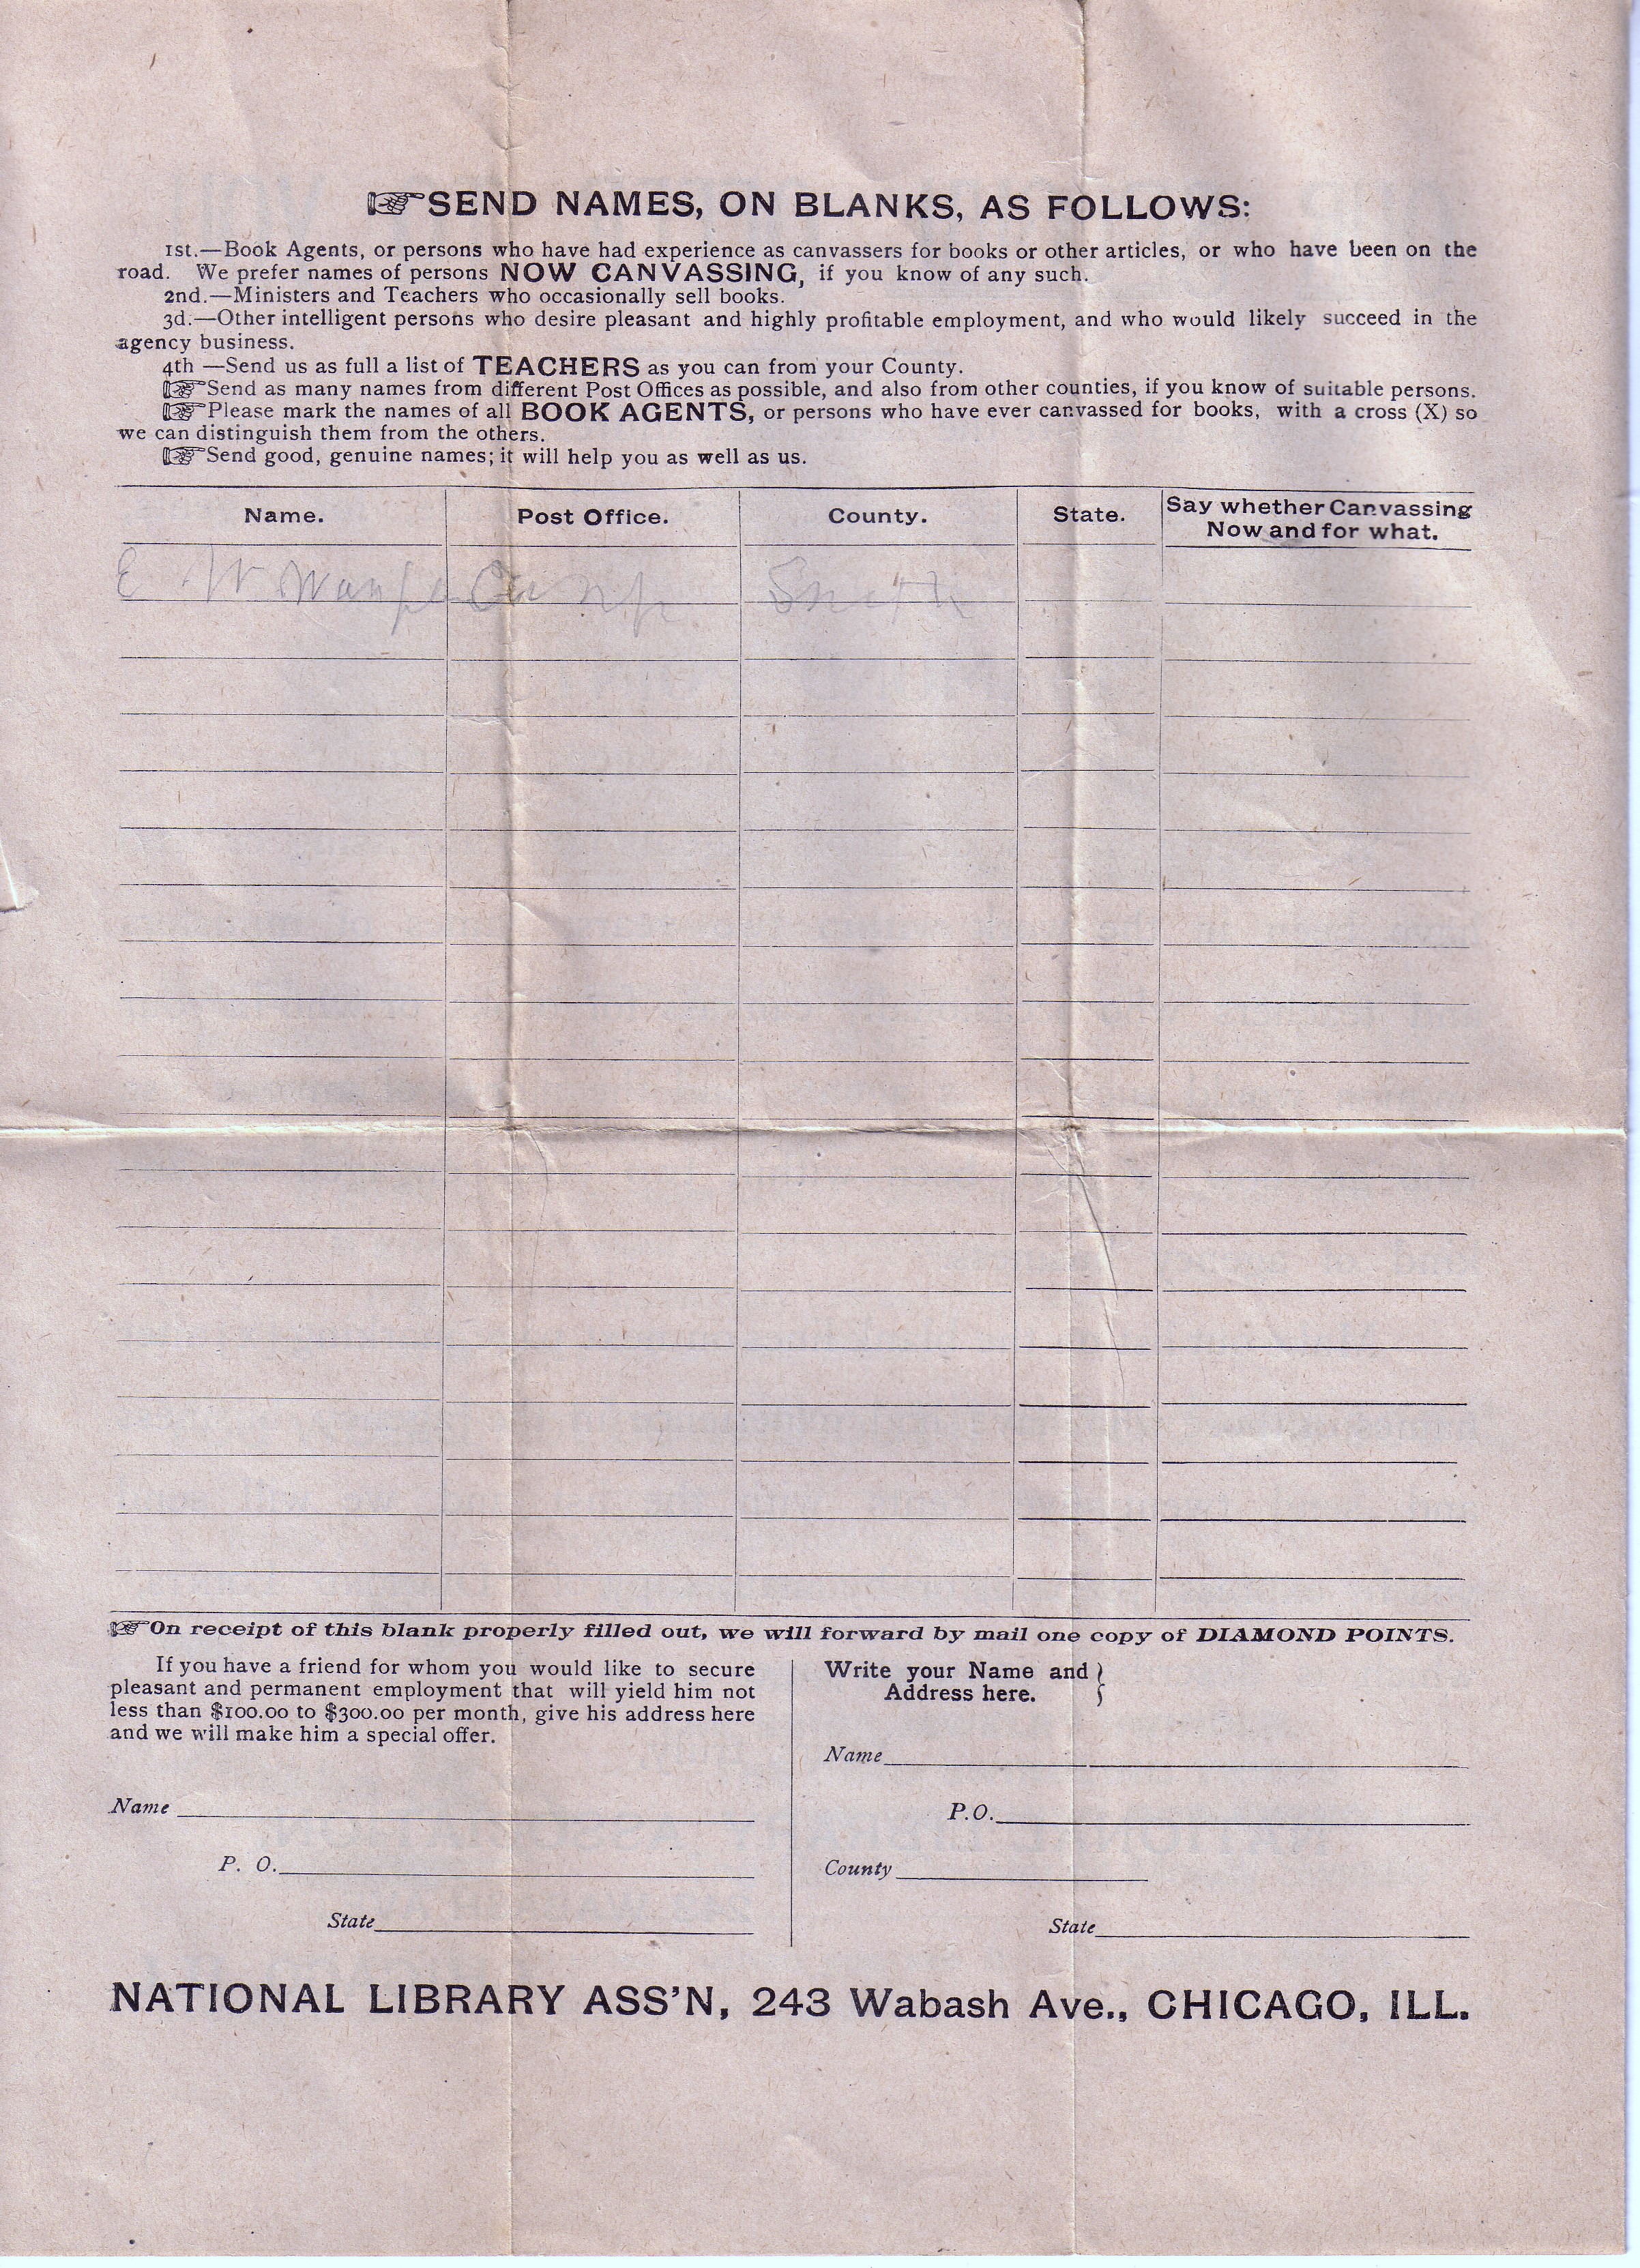 ☞SEND NAMES, ON BLANKS, AS FOLLOWS:
1st.—Book Agents, or persons who have had experience as canvassers for books or other articles, or who have been on the
road. We prefer names of persons NOW CANVASSING, if you know of any such.
2nd.—Ministers and Teachers who occasionally sell books.
3d.—Other intelligent persons who desire pleasant and highly profitable employment, and who would likely succeed in the
agency business.
4th —Send us as full a list of TEACHERS as you can from your County.
☞Send as many names from different Post Offices as possible, and also from other counties, if you know of suitable persons.
☞Please mark the names of all BOOK AGENTS, or persons who have ever canvassed for books, with a cross (X) so
we can distinguish them from the others.
☞Send good, genuine names; it will help you as well as us.
Name. Post Office. County. State. Say whether Canvassing
Now and for what.
E W Camp Smith
☞On receipt of this blank properly filled out, we will forward by mail one copy of DIAMOND POINTS.
If you have a friend for whom you would like to secure
pleasant and permanent employment that will yield him not
less than $100.00 to $300.00 per month, give his address here
and we will make him a special offer.
Name
P. O.
State
Write your Name and }
Address here.
Name
P.O.
County
State
NATIONAL LIBRARY ASS'N, 243 Wabash Ave., CHICAGO, ILL.